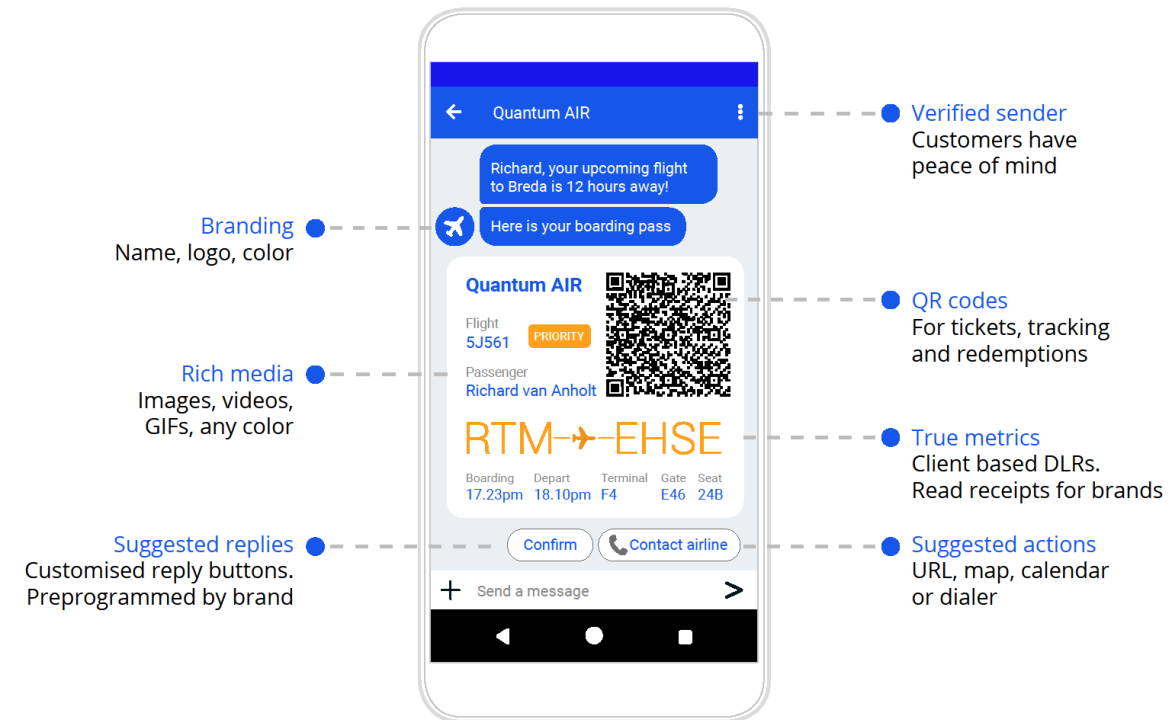 Quantum AIR
Richard, your upcoming flight
to Breda is 12 hours away!
Here is your boarding pass
Quantum AIR
Flight
5J561
PRIORITY
Passenger
Richard van Anholt
RTM EHSE
Boarding Depart Terminal Gate Seat
17.23pm 18.10pm F4 E46 24B
Confirm
Contact airline
Send a message
Branding
Name, logo, color
Rich media
Images, videos,
GIFs, any color
Suggested replies
Customised reply buttons.
Preprogrammed by brand
Verified sender
Customers have
peace of mind
QR codes
For tickets, tracking
and redemptions
True metrics
Client based DLRs.
Read receipts for brands
Suggested actions
URL, map, calendar
or dialer